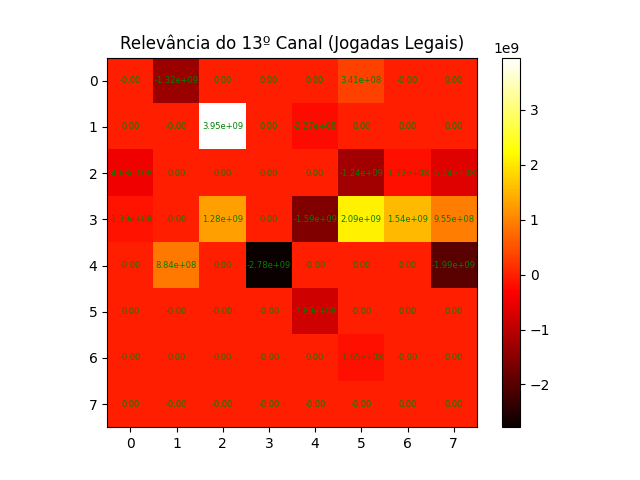 Relevância do 13º Canal (Jogadas Legais)
1e9
0 -0.00 -1.32e+09 0.00 0.00 0.00 3.41e+08 -0.00 0.00
1 0.00 -0.00 3.95e+09 0.00 0.00 0.00 0.00
2 0.00 0.00 0.00 0.00 -1.24e+09
3 1.28e+09 0.00 -1.59e+09 2.09e+09 1.54e+09 9.55e+08
4 0.00 8.84e+08 0.00 -2.78e+09 0.00 0.00 0.00 -1.99e+09
5 0.00 0.00 0.00 0.00 0.00 0.00 0.00
6 0.00 0.00 0.00 0.00 0.00 -0.00 0.00
7 0.00 -0.00 -0.00 -0.00 -0.00 -0.00 -0.00 0.00
0 1 2 3 4 5 6 7
3
2
1
0
−1
−2